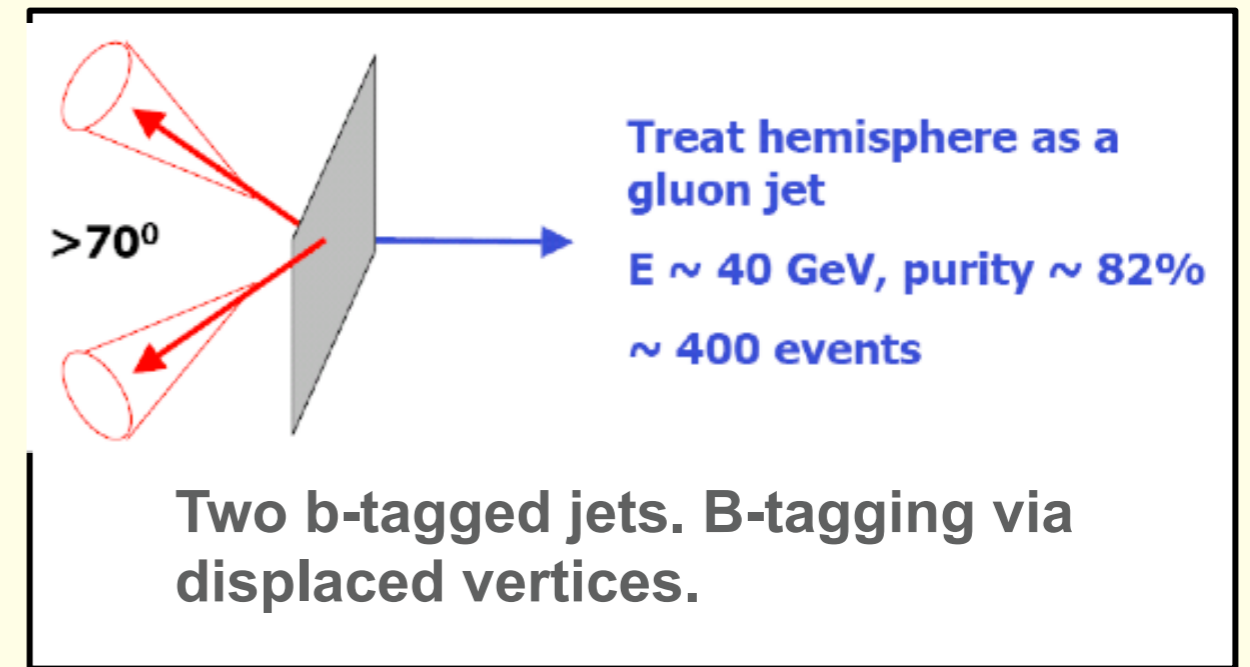 Treat hemisphere as a
gluon jet
>70⁰
E ~ 40 GeV, purity ~ 82%
~ 400 events
Two b-tagged jets. B-tagging via
displaced vertices.